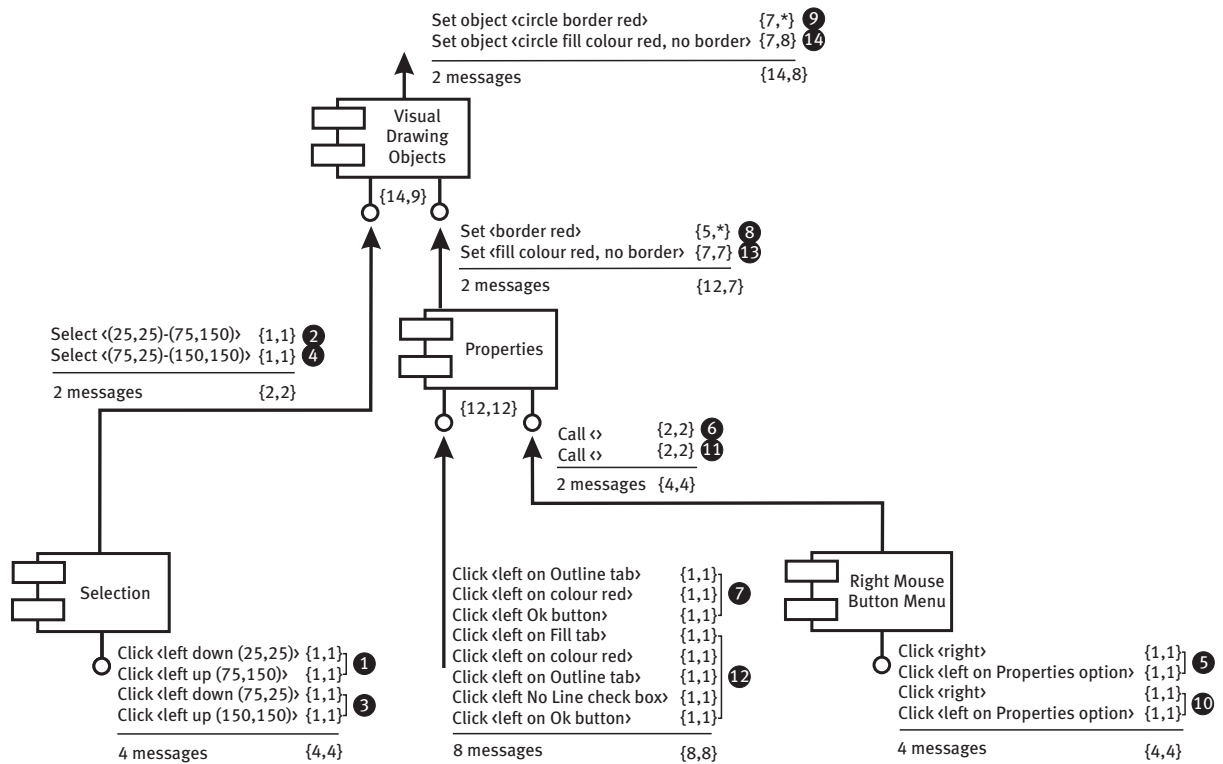 Set object ‹circle border red› {7,*} 9
Set object ‹circle fill colour red, no border› {7,8} 14
2 messages {14,8}
Visual
Drawing
Objects
{14,9}
Set ‹border red› {5,*} 8
Set ‹fill colour red, no border› {7,7} 13
2 messages {12,7}
Select ‹(25,25)-(75,150)› {1,1} 2
Select ‹(75,25)-(150,150)› {1,1} 4
2 messages {2,2}
Properties
{12,12}
Call ‹› {2,2} 6
Call ‹› {2,2} 11
2 messages {4,4}
Selection
Click ‹left down (25,25)› {1,1}
Click ‹left up (75,150)› {1,1} 1
Click ‹left down (75,25)› {1,1}
Click ‹left up (150,150)› {1,1} 3
4 messages {4,4}
Click ‹left on Outline tab› {1,1}
Click ‹left on colour red› {1,1} 7
Click ‹left Ok button› {1,1}
Click ‹left on Fill tab› {1,1}
Click ‹left on colour red› {1,1}
Click ‹left on Outline tab› {1,1} 12
Click ‹left No Line check box› {1,1}
Click ‹left on Ok button› {1,1}
8 messages {8,8}
Right Mouse
Button Menu
Click ‹right› {1,1}
Click ‹left on Properties option› {1,1} 5
Click ‹right› {1,1}
Click ‹left on Properties option› {1,1} 10
4 messages {4,4}